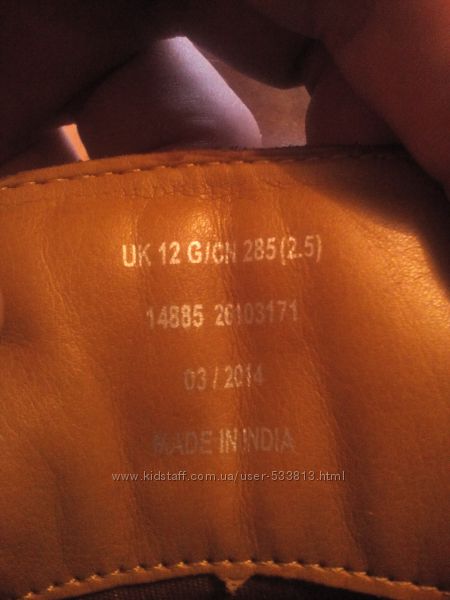 UK 12 G/CN 285(2.5)
14885 26103171
03 / 2014
MADE IN INDIA
www.kidstaff.com.ua/user-533813.html